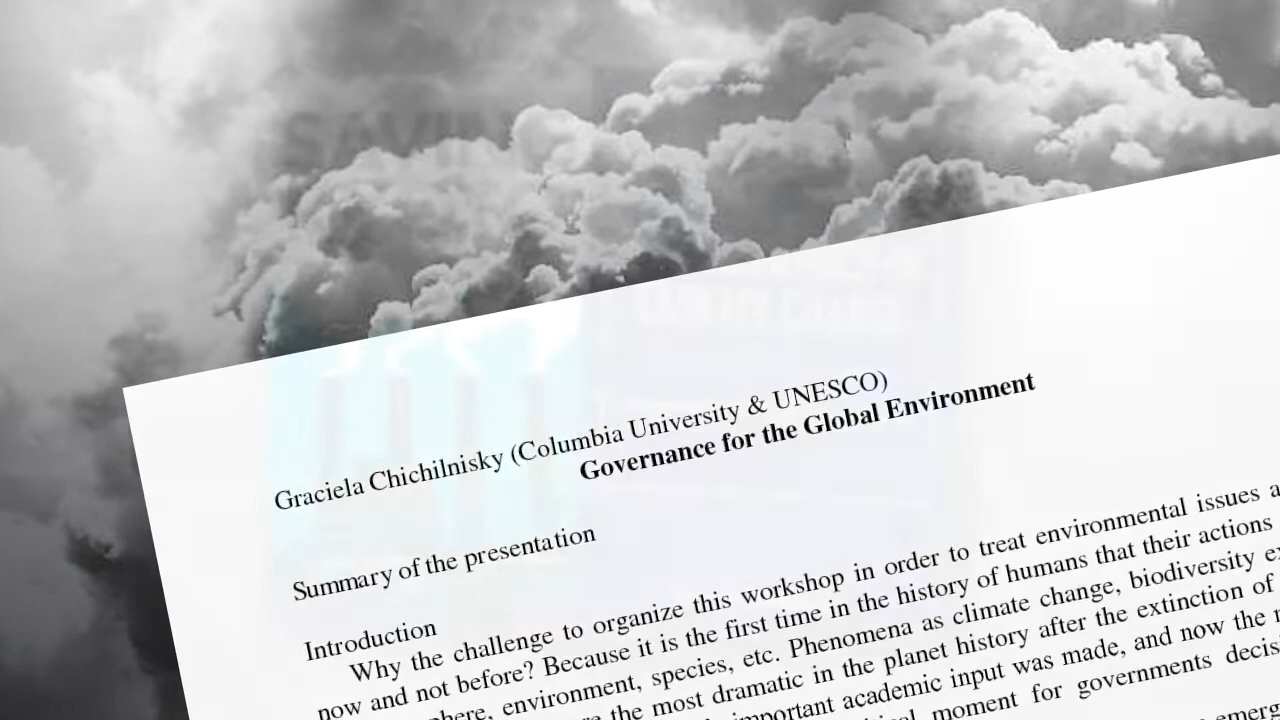 Graciela Chichilnisky (Columbia University & UNESCO)
Governance for the Global Environment
Summary of the presentation
Introduction
Why the challenge to organize this workshop in order to treat environmental issues
now and not before? Because it is the first time in the history of humans that their actions
environment, species, etc. Phenomena as climate change, biodiversity
the most dramatic in the planet history after the extinction of
important academic input was made, and now the
moment for governments